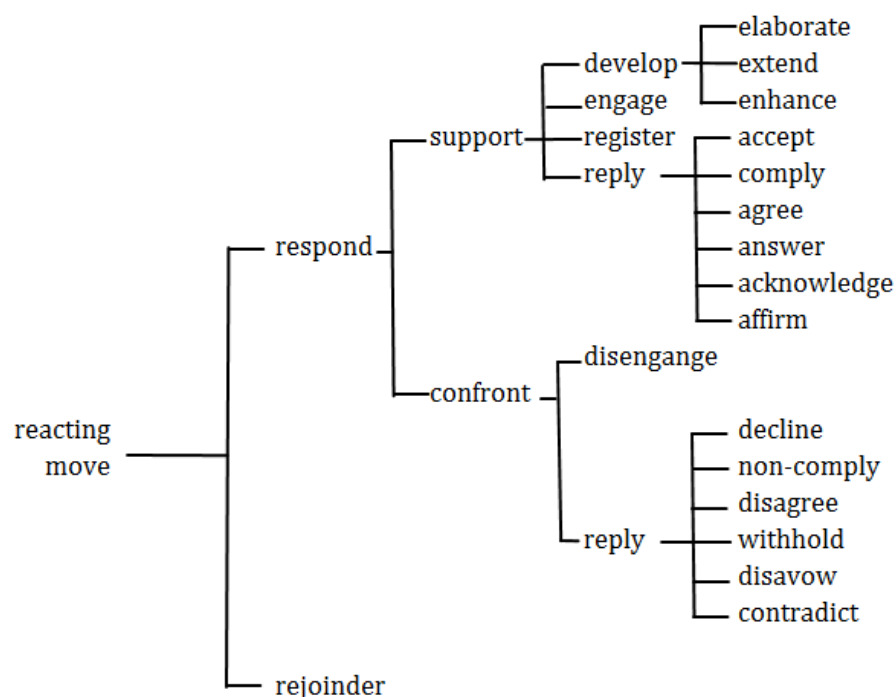 elaborate
develop extend
engage enhance
support register accept
reply comply
agree
respond answer
acknowledge
affirm
disengange
confront
reacting decline
move non-comply
disagree
reply withhold
disavow
contradict
rejoinder